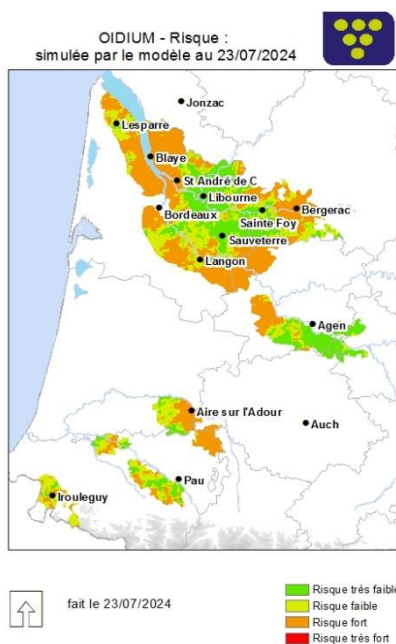 OIDIUM - Risque :
simulée par le modèle au 23/07/2024
Jonzac
Lesparre
Blaye
St André de C
Libourne
Bordeaux
Bergerac
Sainte Foy
Sauveterre
Langon
Agen
Aire sur l'Adour
Auch
Pau
Irouleguy
fait le 23/07/2024
Risque très faible
Risque faible
Risque fort
Risque très fort